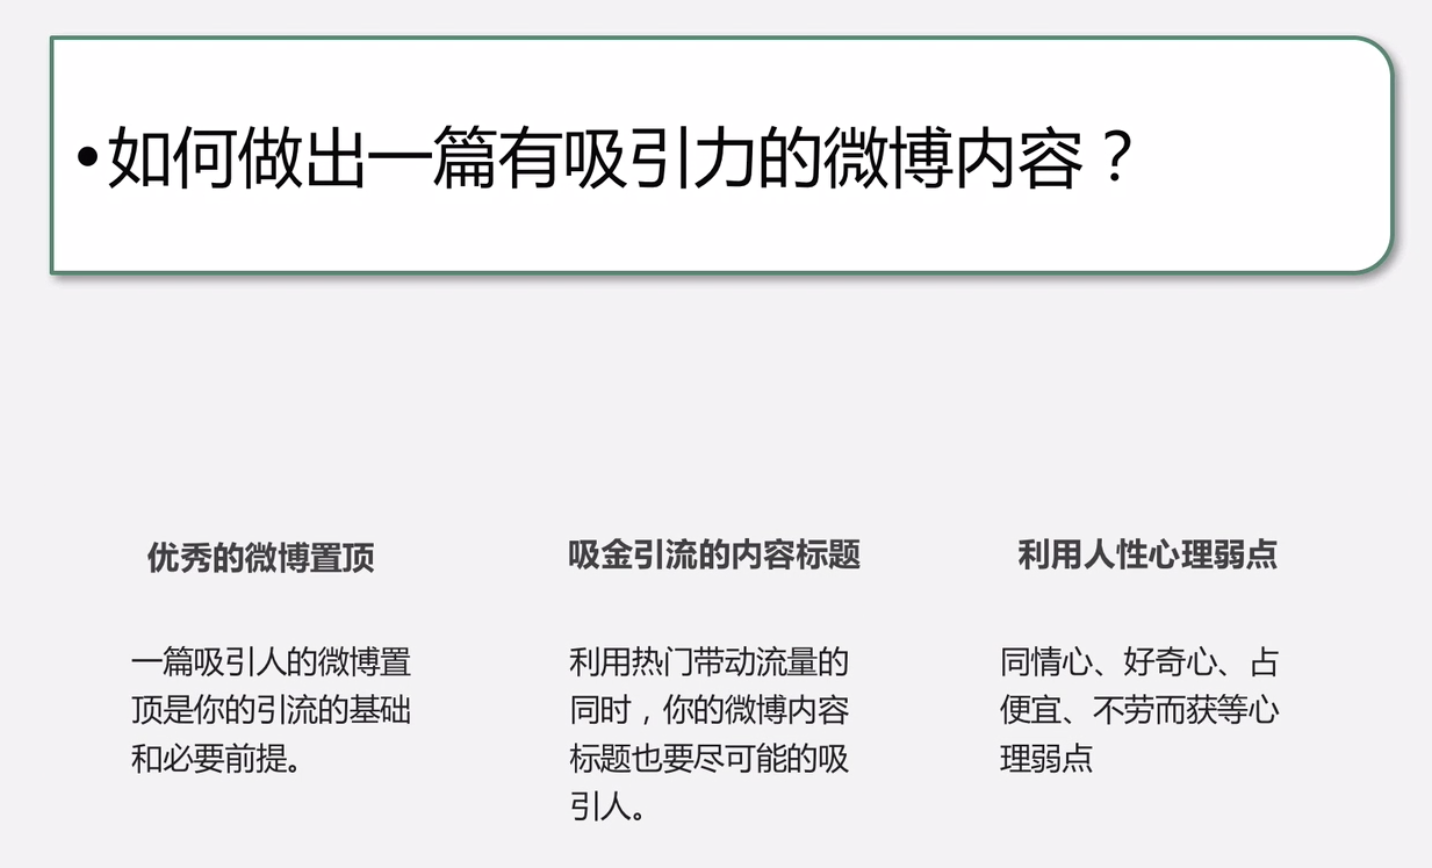 •如何做出一篇有吸引力的微博内容？
优秀的微博置顶
一篇吸引人的微博置
顶是你的引流的基础
和必要前提。
吸金引流的内容标题
利用热门带动流量的
同时，你的微博内容
标题也要尽可能的吸
引人。
利用人性心理弱点
同情心、好奇心、占
便宜、不劳而获等心
理弱点